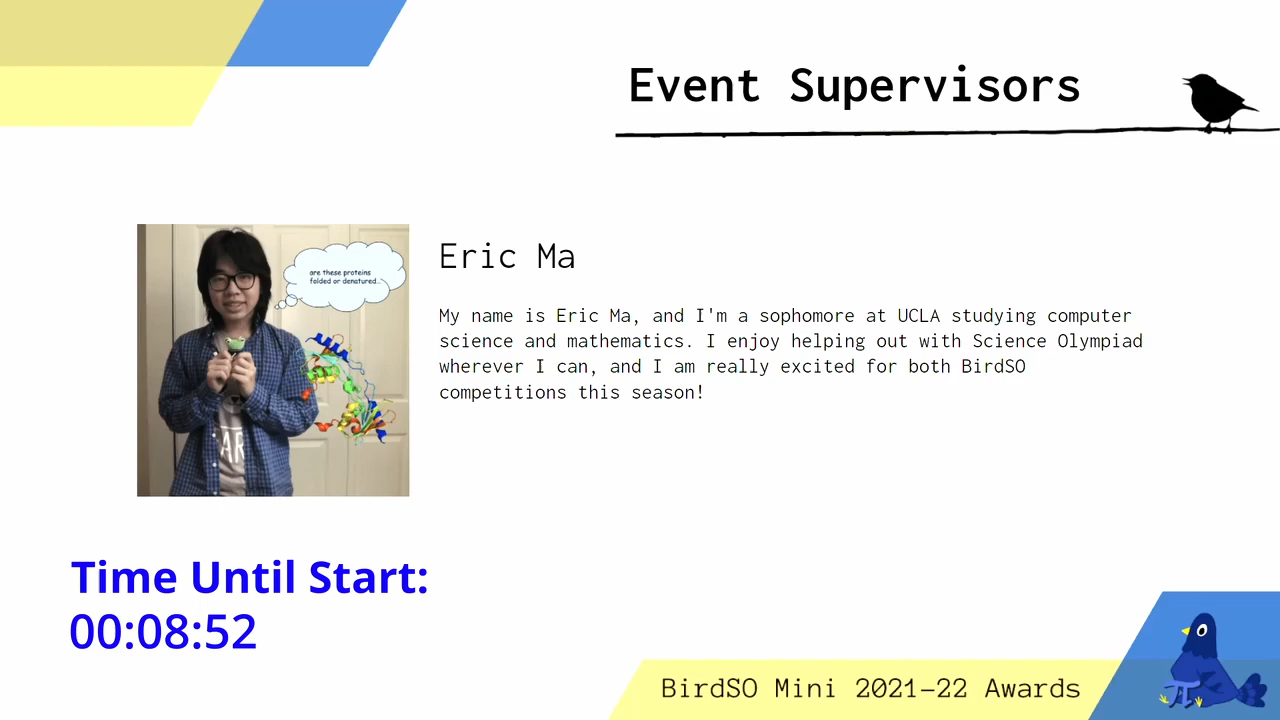 Event Supervisors
are these proteins
folded or denatured...
Eric Ma
My name is Eric Ma, and I'm a sophomore at UCLA studying computer
science and mathematics. I enjoy helping out with Science Olympiad
wherever I can, and I am really excited for both BirdSO
competitions this season!
AR
Time Until Start:
00:08:52
BirdSO Mini 2021-22 Awards
π